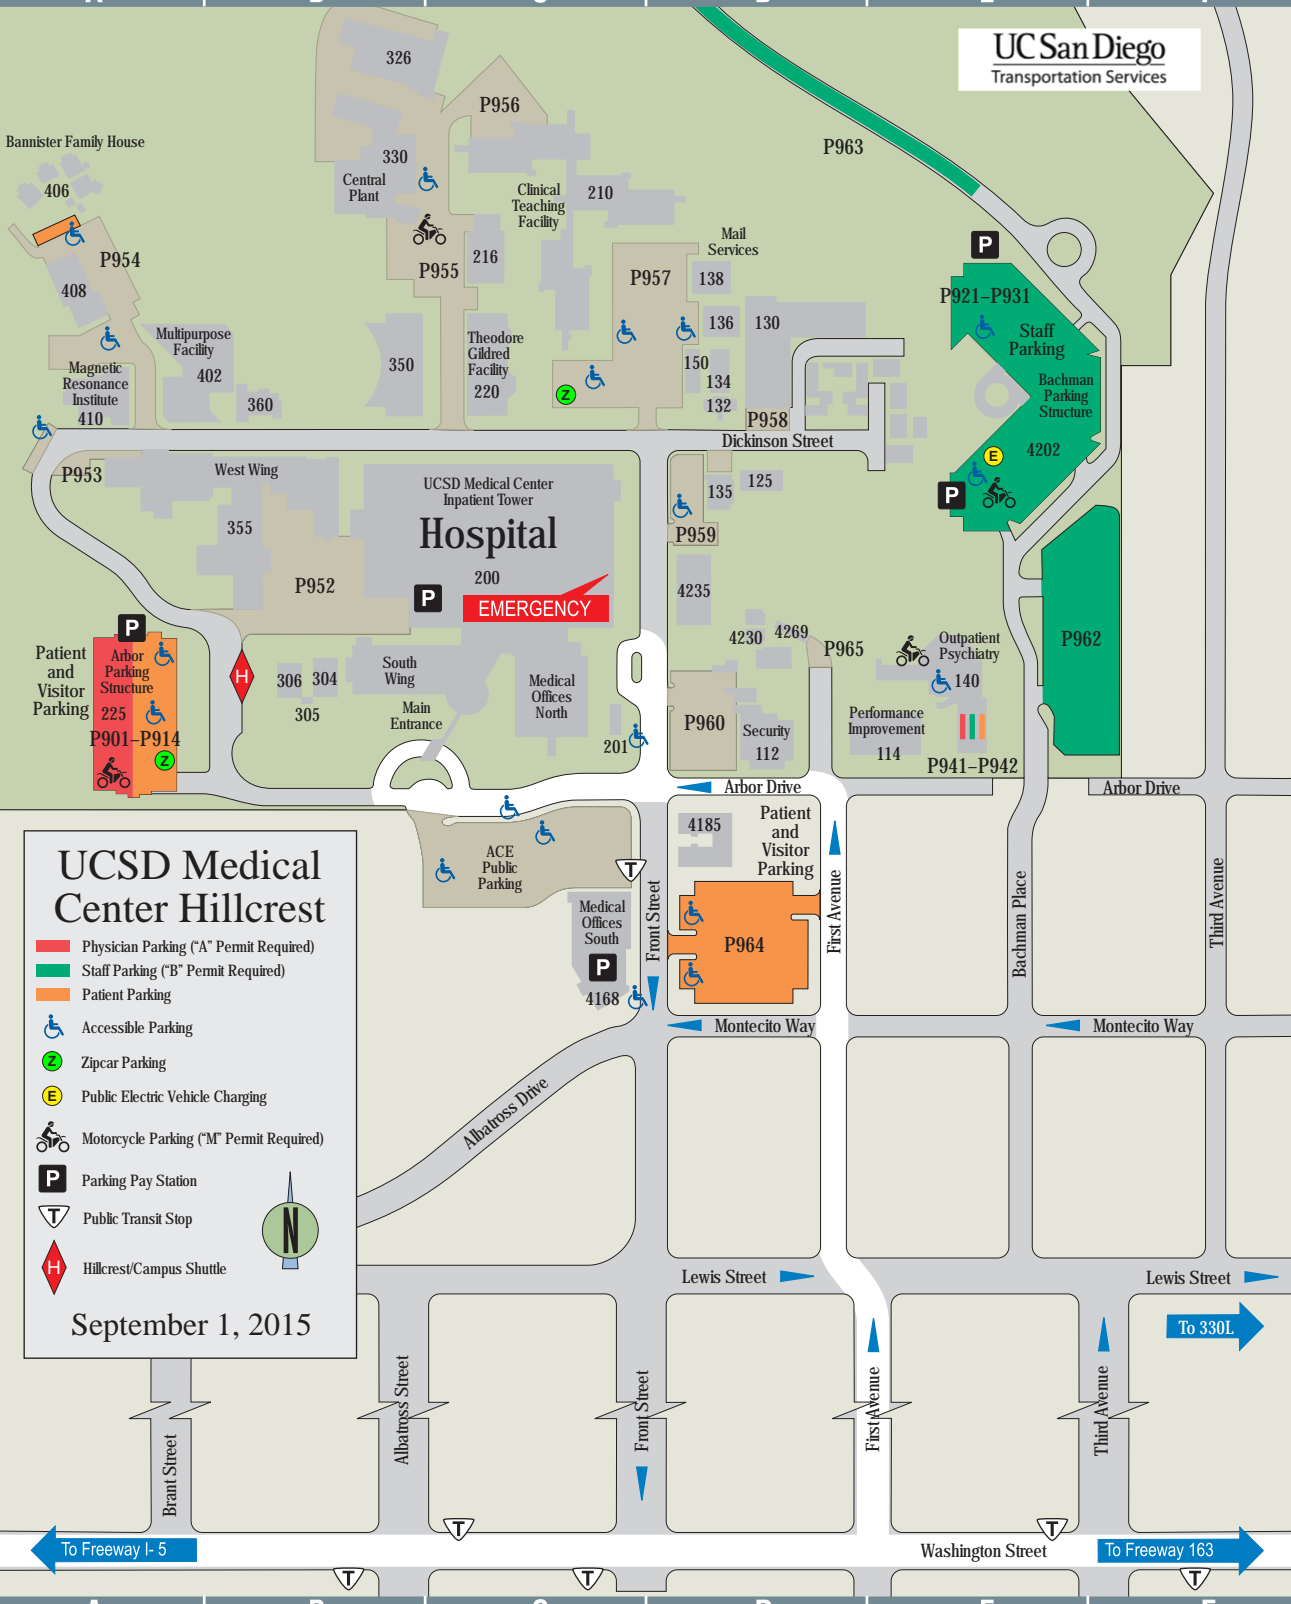 UC San Diego
Transportation Services
326
P956
P963
Bannister Family House
406
330
Central
Plant
Clinical
Teaching
Facility
210
P954
408
P955
216
Mail
Services
P957
138
136
130
150
134
132
P958
P
P921–P931
Staff
Parking
Bachman
Parking
Structure
4202
E
P
Multipurpose
Facility
402
360
350
Theodore
Gildred
Facility
220
Z
Magnetic
Resonance
Institute
410
Dickinson Street
P953
West Wing
355
P952
UCSD Medical Center
Inpatient Tower
Hospital
200
P
EMERGENCY
135
125
P959
4235
4230
4269
P965
P962
Outpatient
Psychiatry
140
Performance
Improvement
114
P941–P942
P
Patient
and
Visitor
Parking
Arbor
Parking
Structure
225
P901–P914
Z
H
306
304
305
South
Wing
Main
Entrance
Medical
Offices
North
201
P960
Security
112
Arbor Drive
Arbor Drive
ACE
Public
Parking
T
4185
Patient
and
Visitor
Parking
P964
Medical
Offices
South
P
4168
Front Street
First Avenue
Bachman Place
Third Avenue
Montecito Way
Montecito Way
Albatross Drive
UCSD Medical
Center Hillcrest
Physician Parking (“A” Permit Required)
Staff Parking (“B” Permit Required)
Patient Parking
Accessible Parking
Z Zipcar Parking
E Public Electric Vehicle Charging
Motorcycle Parking (“M” Permit Required)
P Parking Pay Station
T Public Transit Stop
H Hillcrest/Campus Shuttle
N
September 1, 2015
Lewis Street
Lewis Street
To 330L
Brant Street
Albatross Street
Front Street
First Avenue
Third Avenue
T
T
To Freeway I- 5
Washington Street
To Freeway 163
T
T
T